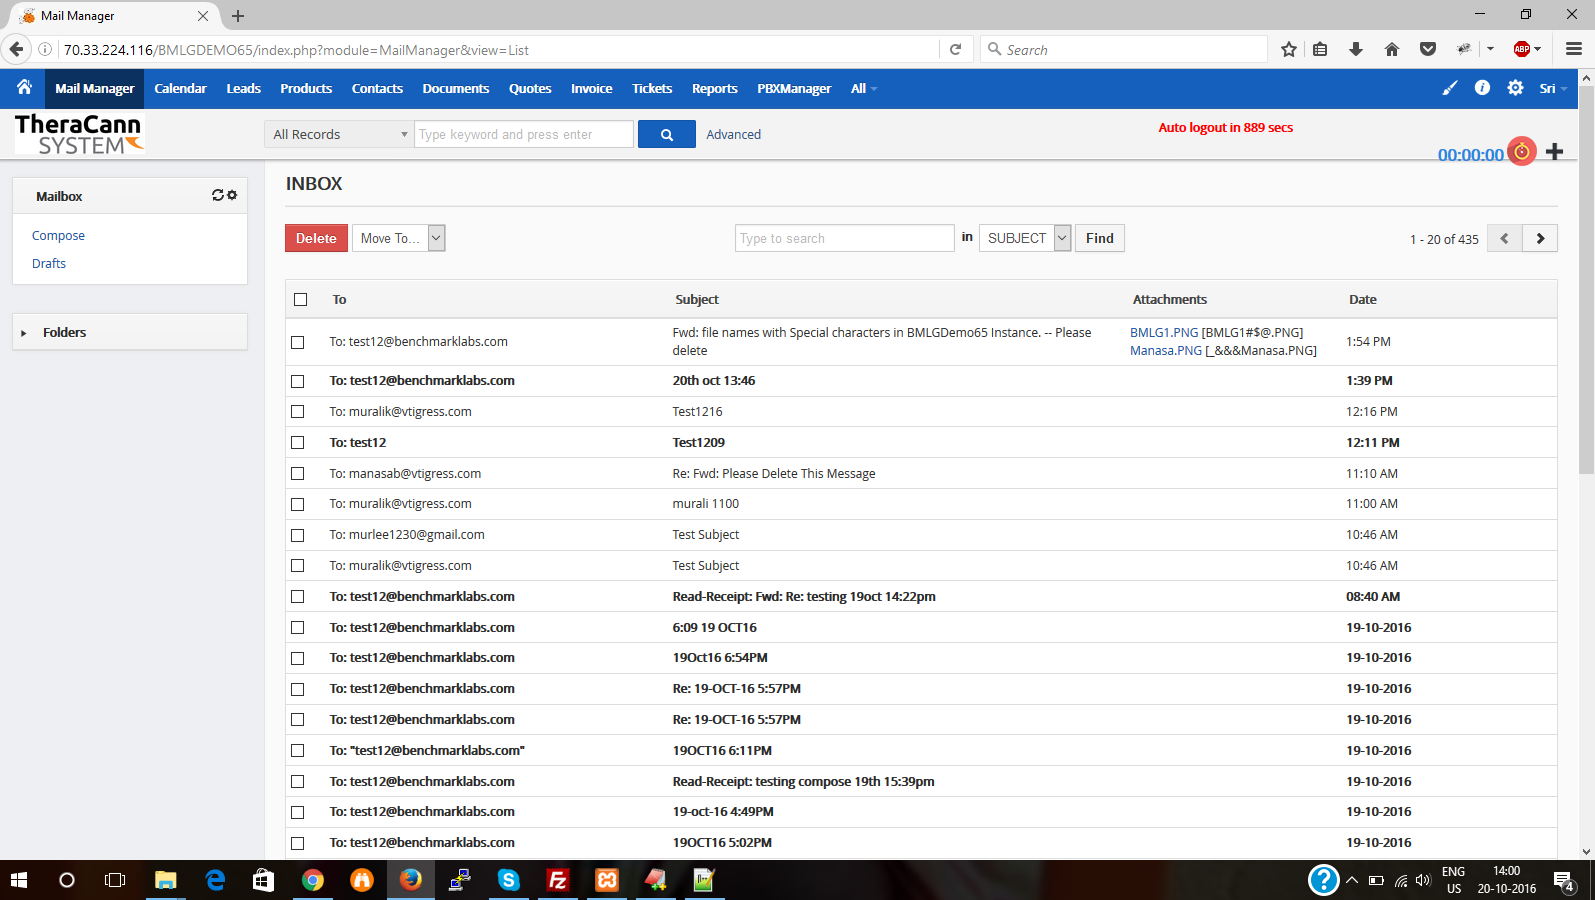 Mail Manager
70.33.224.116/BMLGDEMO65/index.php?module=MailManager&view=List
Search
ABP
Mail Manager Calendar Leads Products Contacts Documents Quotes Invoice Tickets Reports PBXManager All Sri
TheraCann
SYSTEM
All Records Type keyword and press enter Advanced
Auto logout in 889 secs
00:00:00
Mailbox
Compose
Drafts
Folders
INBOX
Delete Move To... Type to search in SUBJECT Find 1 - 20 of 435
To Subject Attachments Date
To: test12@benchmarklabs.com Fwd: file names with Special characters in BMLGDemo65 Instance. -- Please BMLG1.PNG [BMLG1#$@.PNG] 1:54 PM
delete Manasa.PNG [_&&&Manasa.PNG]
To: test12@benchmarklabs.com 20th oct 13:46 1:39 PM
To: muralik@vtigress.com Test1216 12:16 PM
To: test12 Test1209 12:11 PM
To: manasab@vtigress.com Re: Fwd: Please Delete This Message 11:10 AM
To: muralik@vtigress.com murali 1100 11:00 AM
To: murlee1230@gmail.com Test Subject 10:46 AM
To: muralik@vtigress.com Test Subject 10:46 AM
To: test12@benchmarklabs.com Read-Receipt: Fwd: Re: testing 19oct 14:22pm 08:40 AM
To: test12@benchmarklabs.com 6:09 19 OCT16 19-10-2016
To: test12@benchmarklabs.com 19Oct16 6:54PM 19-10-2016
To: test12@benchmarklabs.com Re: 19-OCT-16 5:57PM 19-10-2016
To: test12@benchmarklabs.com Re: 19-OCT-16 5:57PM 19-10-2016
To: "test12@benchmarklabs.com" 19OCT16 6:11PM 19-10-2016
To: test12@benchmarklabs.com Read-Receipt: testing compose 19th 15:39pm 19-10-2016
To: test12@benchmarklabs.com 19-oct-16 4:49PM 19-10-2016
To: test12@benchmarklabs.com 19OCT16 5:02PM 19-10-2016
ENG 14:00
US 20-10-2016
4